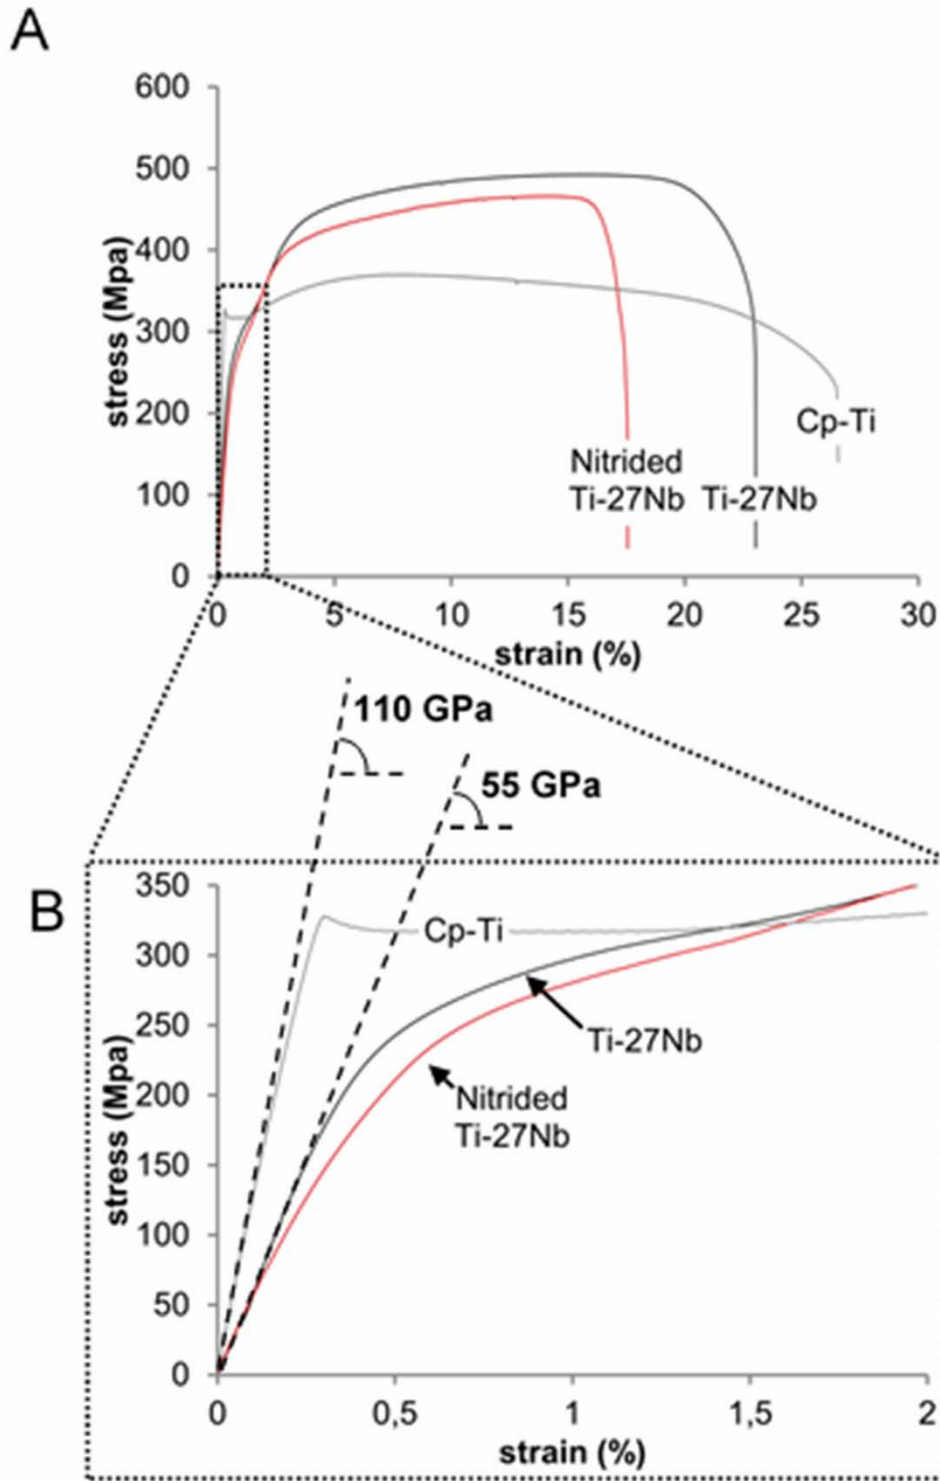 A
600
500
400
300
200
100
0
stress (Mpa)
Nitrided
Ti-27Nb
Ti-27Nb
Cp-Ti
0 5 10 15 20 25 30
strain (%)
110 GPa
55 GPa
B
350
300
250
200
150
100
50
0
stress (Mpa)
Cp-Ti
Ti-27Nb
Nitrided
Ti-27Nb
0 0,5 1 1,5 2
strain (%)